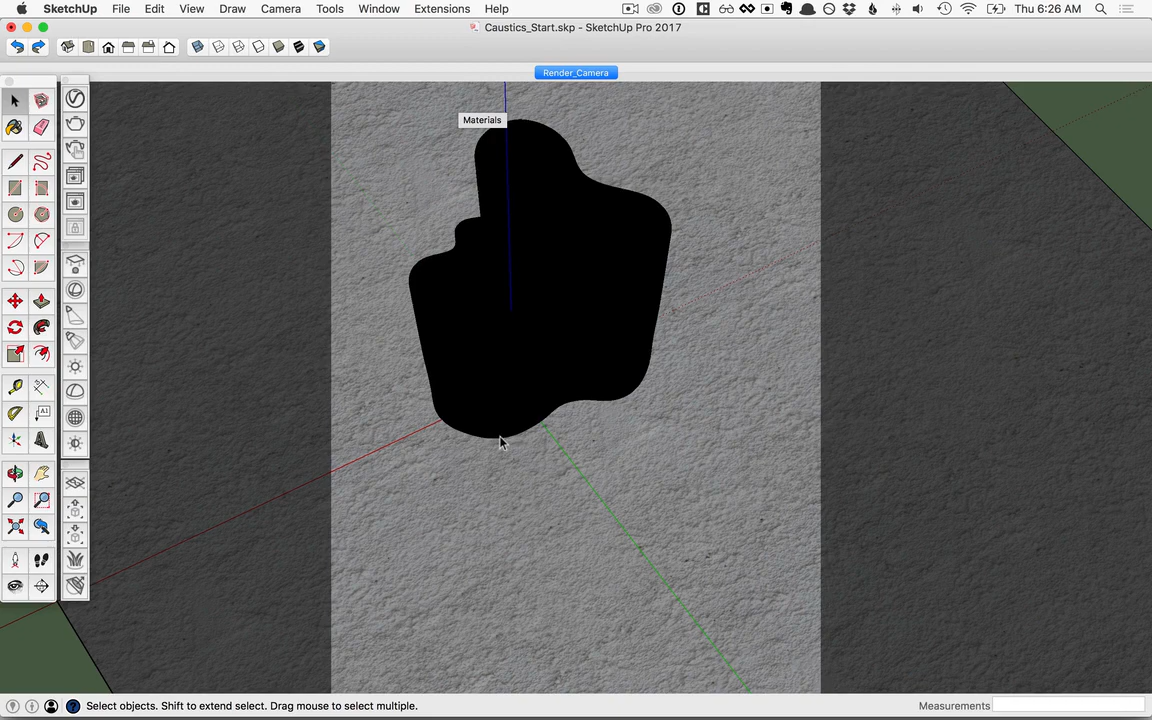 SketchUp File Edit View Draw Camera Tools Window Extensions Help Thu 6:26 AM
Caustics_Start.skp - SketchUp Pro 2017
Render_Camera
Materials
A1
Select objects. Shift to extend select. Drag mouse to select multiple. Measurements